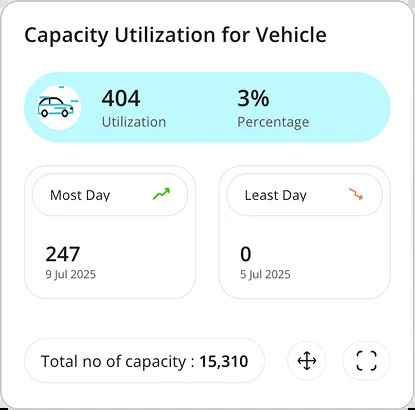 Capacity Utilization for Vehicle
404
Utilization
3%
Percentage
Most Day
247
9 Jul 2025
Least Day
0
5 Jul 2025
Total no of capacity : 15,310